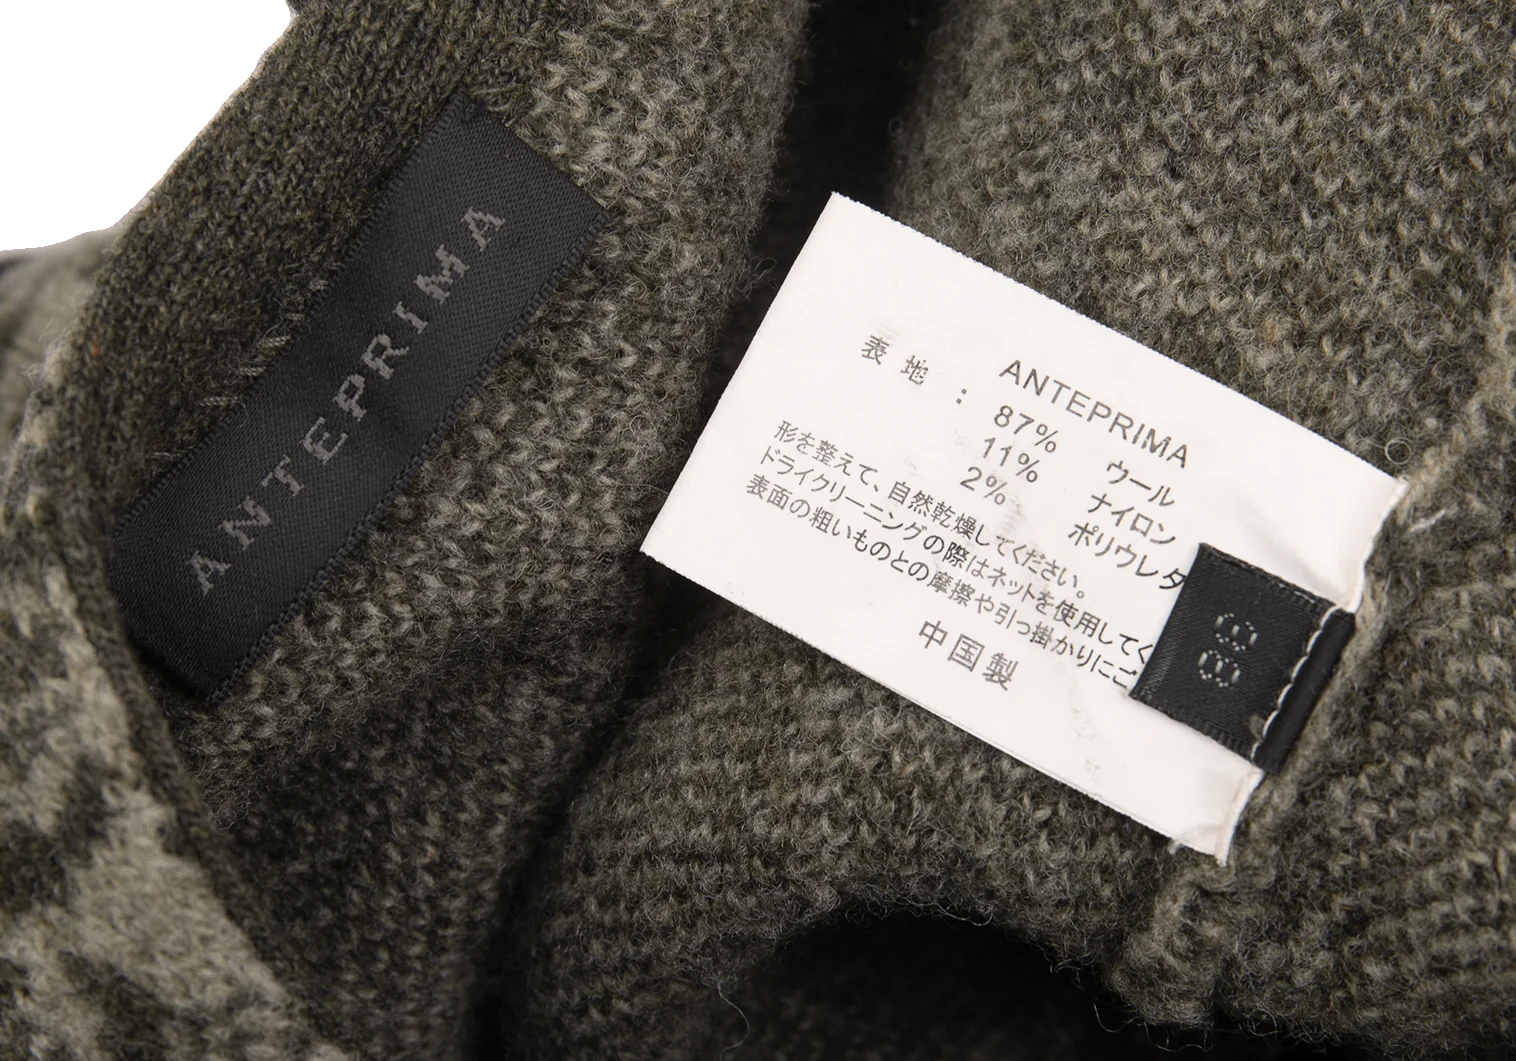 ANTEPRIMA
ANTEPRIMA
表地: 87% ウール
11% ナイロン
2% ポリウレタ
形を整えて、自然乾燥してください。
ドライクリーニングの際はネットを使用してく
表面の粗いものとの摩擦や引っ掛かりにご
中国製
38